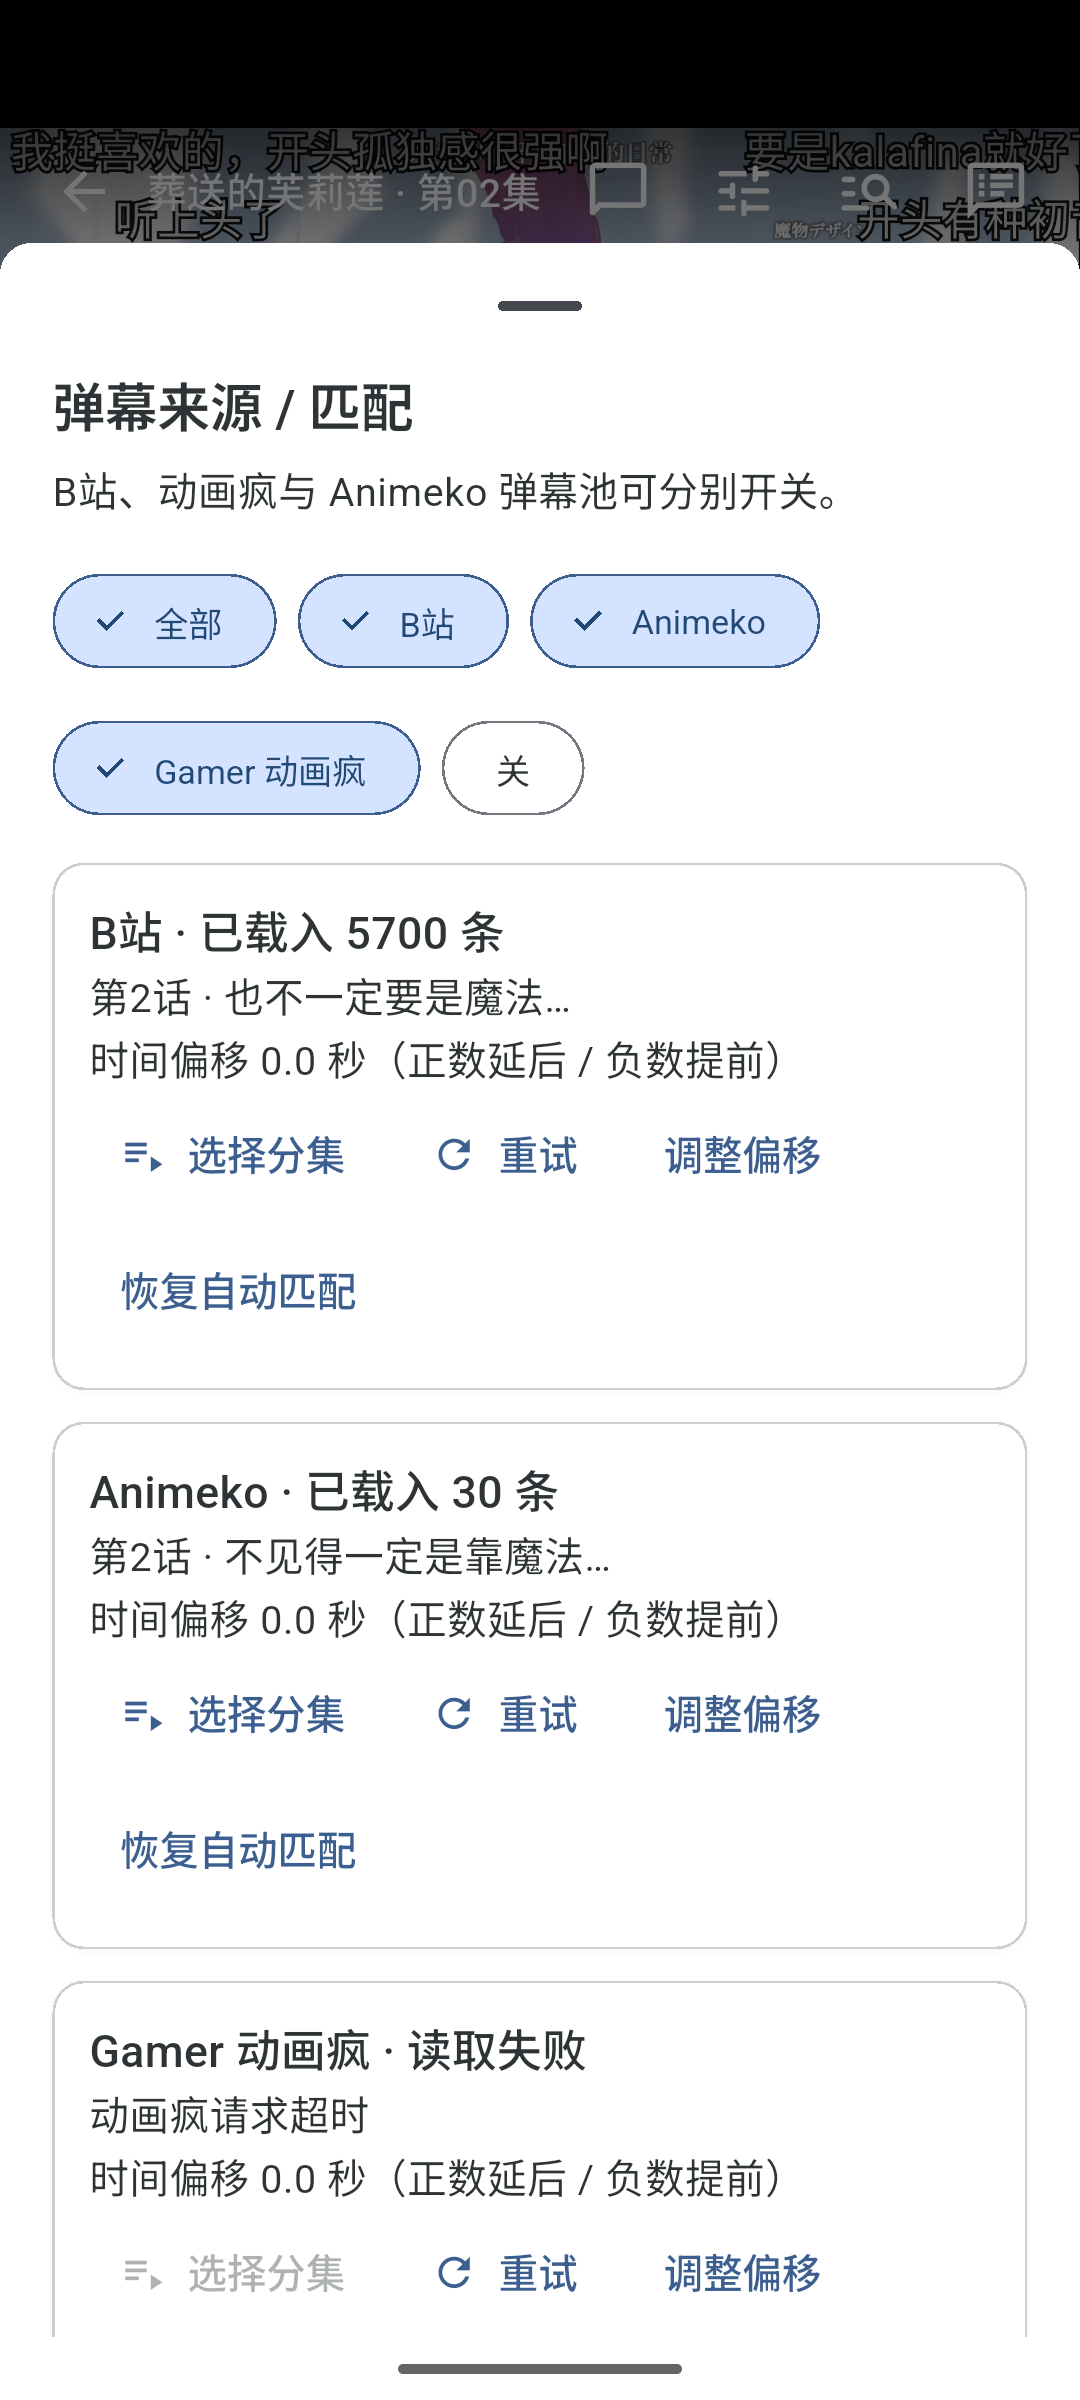 我挺喜欢的，开头孤独感很强啊 的日常 要是kalafina就好了
葬送的芙莉莲 · 第02集
听上头了 魔物デザイン 开头有种初音
弹幕来源 / 匹配
B站、动画疯与 Animeko 弹幕池可分别开关。
全部 B站 Animeko
Gamer 动画疯 关
B站 · 已载入 5700 条
第2话 · 也不一定要是魔法…
时间偏移 0.0 秒（正数延后 / 负数提前）
选择分集 重试 调整偏移
恢复自动匹配
Animeko · 已载入 30 条
第2话 · 不见得一定是靠魔法…
时间偏移 0.0 秒（正数延后 / 负数提前）
选择分集 重试 调整偏移
恢复自动匹配
Gamer 动画疯 · 读取失败
动画疯请求超时
时间偏移 0.0 秒（正数延后 / 负数提前）
选择分集 重试 调整偏移